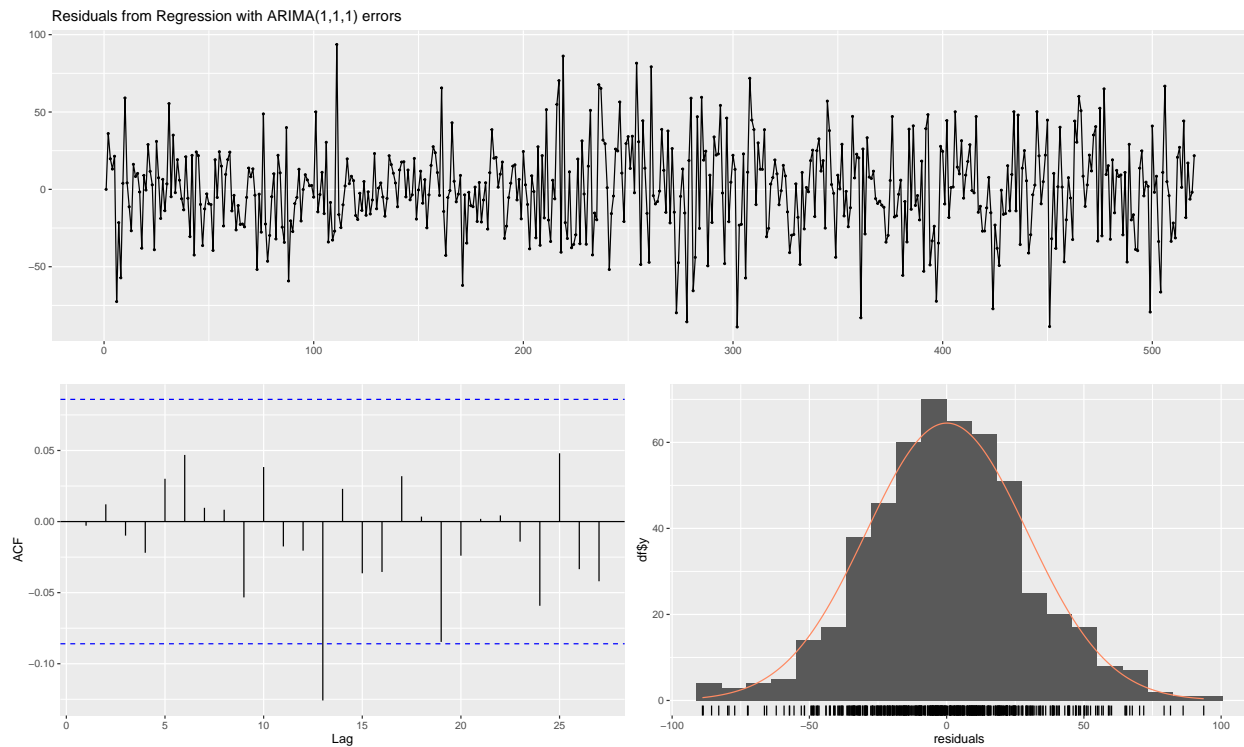 Residuals from Regression with ARIMA(1,1,1) errors
100
50
0
−50
0 100 200 300 400 500
ACF
0.05
0.00
−0.05
−0.10
0 5 10 15 20 25
Lag
df$y
60
40
20
0
−100 −50 0 50 100
residuals